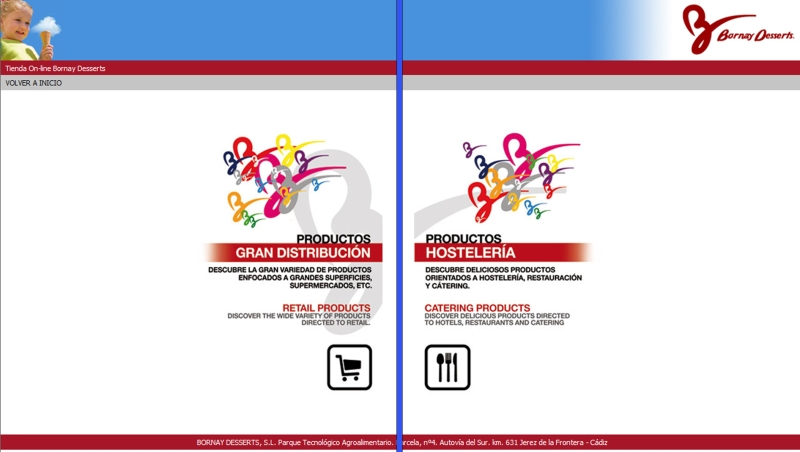 Bornay Desserts.
Tienda On-line Bornay Desserts
VOLVER A INICIO
PRODUCTOS
GRAN DISTRIBUCIÓN
DESCUBRE LA GRAN VARIEDAD DE PRODUCTOS
ENFOCADOS A GRANDES SUPERFICIES,
SUPERMERCADOS, ETC.
RETAIL PRODUCTS
DISCOVER THE WIDE VARIETY OF PRODUCTS
DIRECTED TO RETAIL.
PRODUCTOS
HOSTELERÍA
DESCUBRE DELICIOSOS PRODUCTOS
ORIENTADOS A HOSTELERÍA, RESTAURACIÓN
Y CÁTERING.
CATERING PRODUCTS
DISCOVER DELICIOUS PRODUCTS DIRECTED
TO HOTELS, RESTAURANTS AND CATERING
BORNAY DESSERTS, S.L. Parque Tecnológico Agroalimentario. nº4. Autovía del Sur. km. 631 Jerez de la Frontera - Cádiz